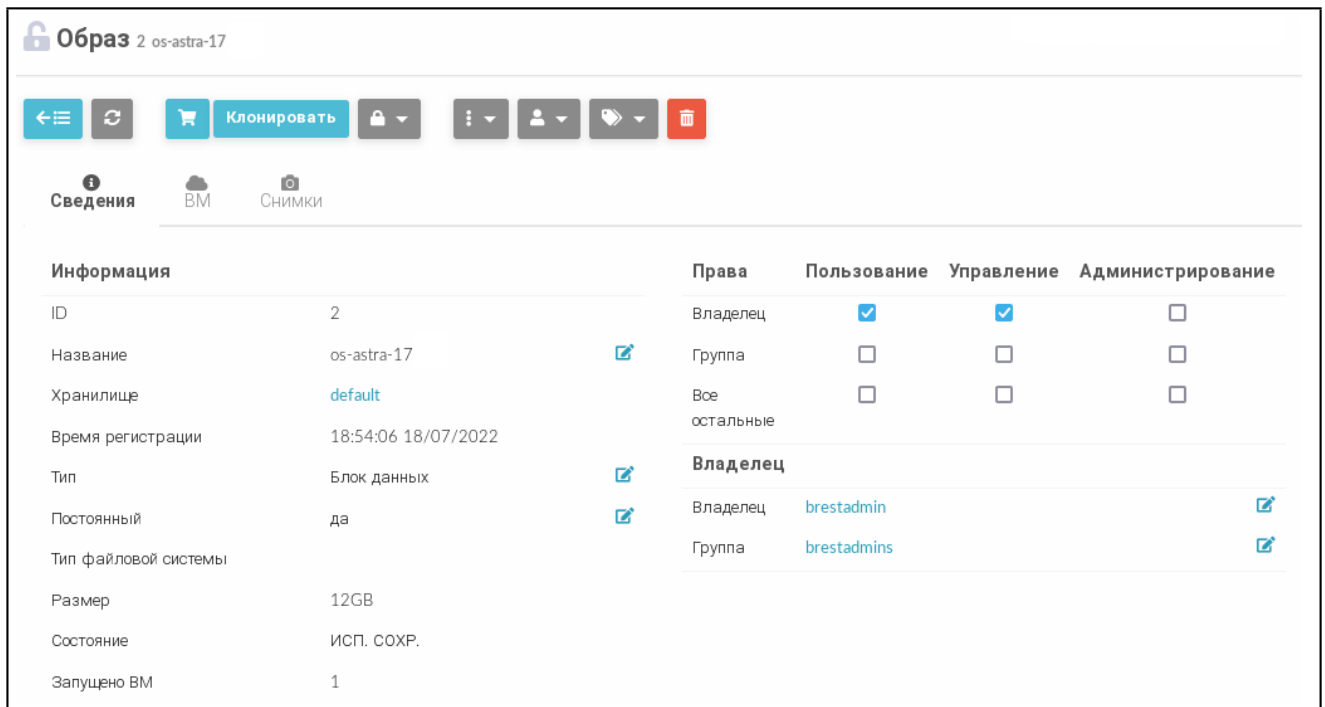 Образ 2 os-astra-17
Клонировать
Сведения ВМ Снимки
Информация
ID 2
Название os-astra-17
Хранилище default
Время регистрации 18:54:06 18/07/2022
Тип Блок данных
Постоянный да
Тип файловой системы
Размер 12GB
Состояние ИСП. СОХР.
Запущено ВМ 1
Права Пользование Управление Администрирование
Владелец
Группа
Все
остальные
Владелец
Владелец brestadmin
Группа brestadmins